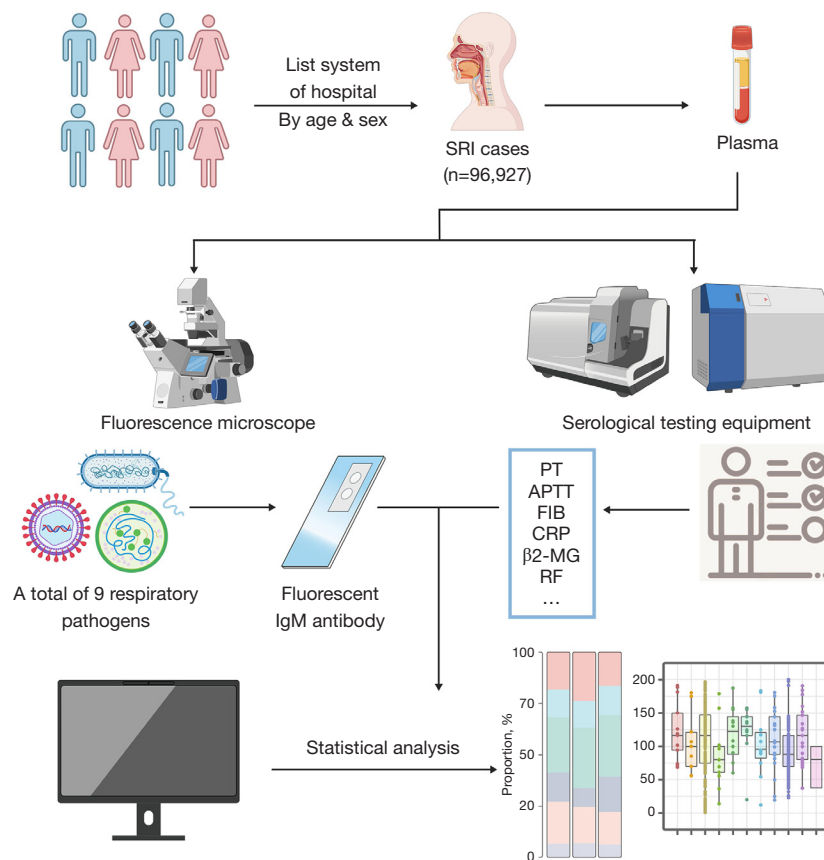 List system
of hospital
By age & sex
SRI cases
(n=96,927)
Plasma
Fluorescence microscope
Serological testing equipment
A total of 9 respiratory
pathogens
Fluorescent
IgM antibody
PT
APTT
FIB
CRP
β2-MG
RF
…
Statistical analysis
Proportion, %
100
70
50
20
0
200
150
100
50
0